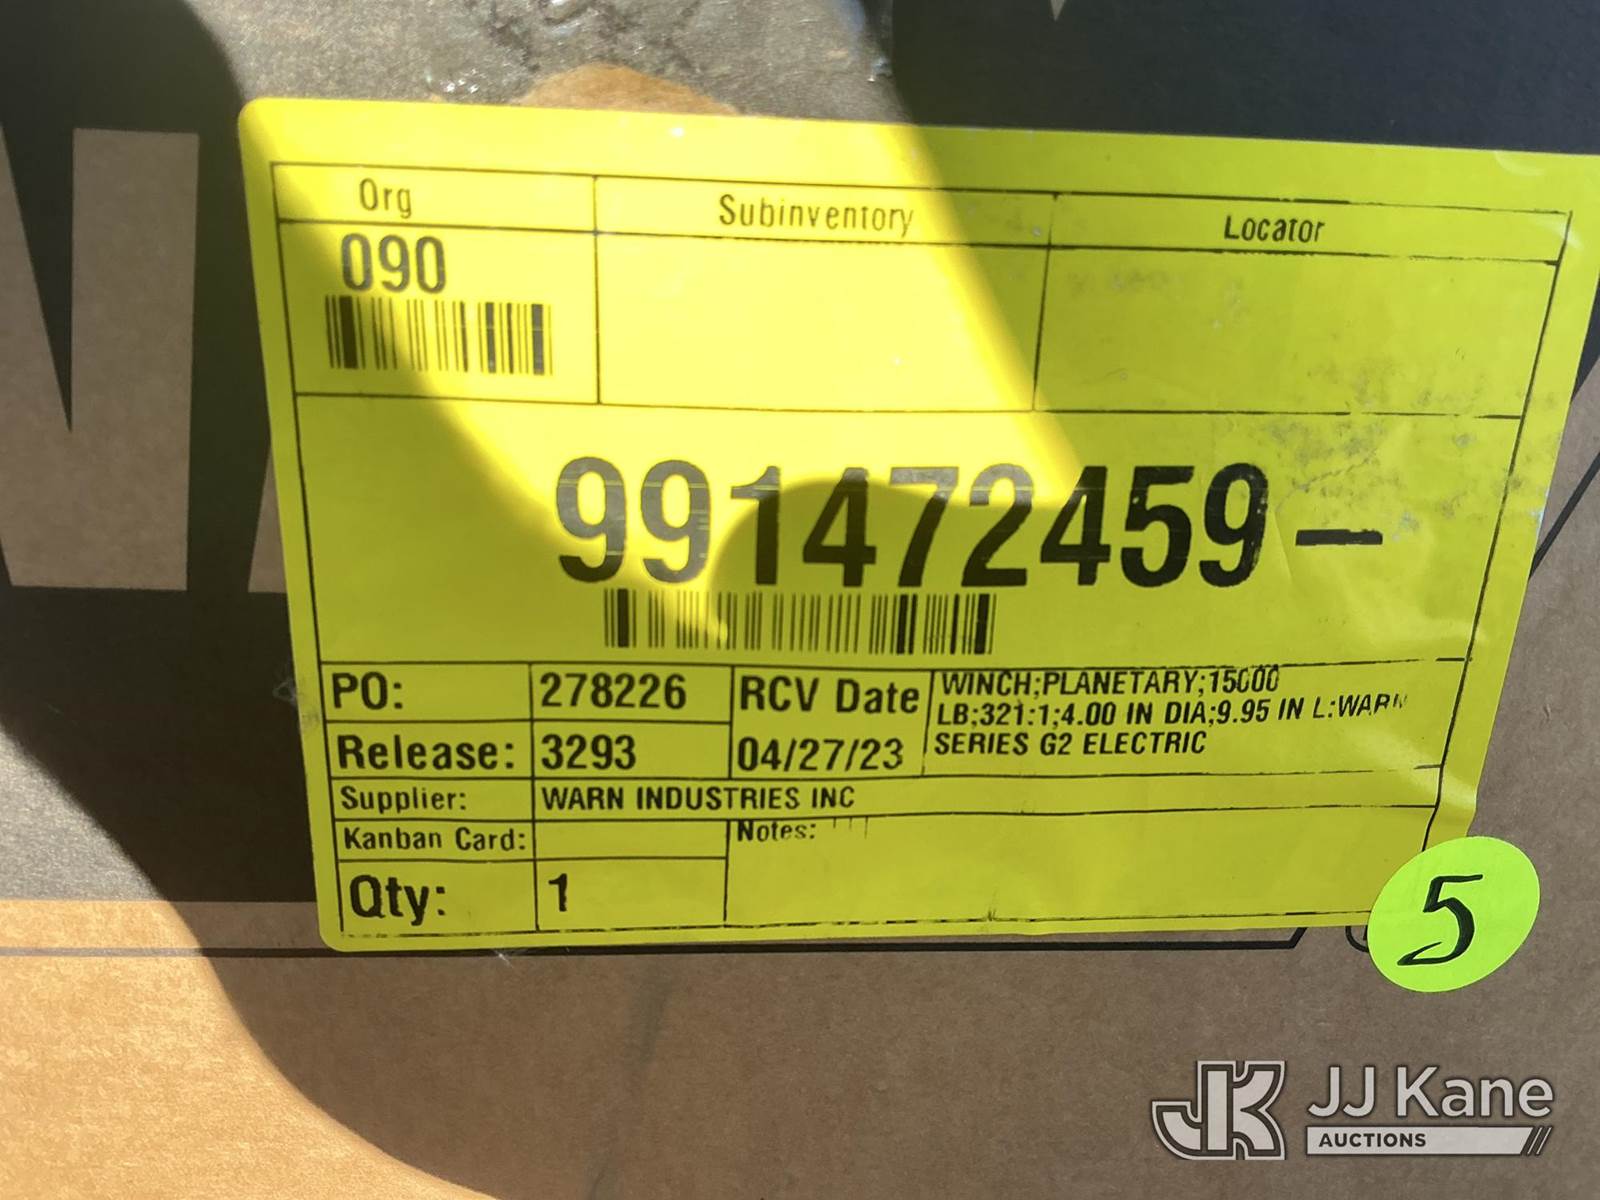 Org
Subinventory
Locator
090
991472459-
PO:
278226
RCV Date
WINCH;PLANETARY;15000
LB;321:1;4.00 IN DIA;9.95 IN L:WARN
Release:
3293
04/27/23
SERIES G2 ELECTRIC
Supplier:
WARN INDUSTRIES INC
Kanban Card:
Notes:
Qty:
1
5
JK
JJ Kane
AUCTIONS